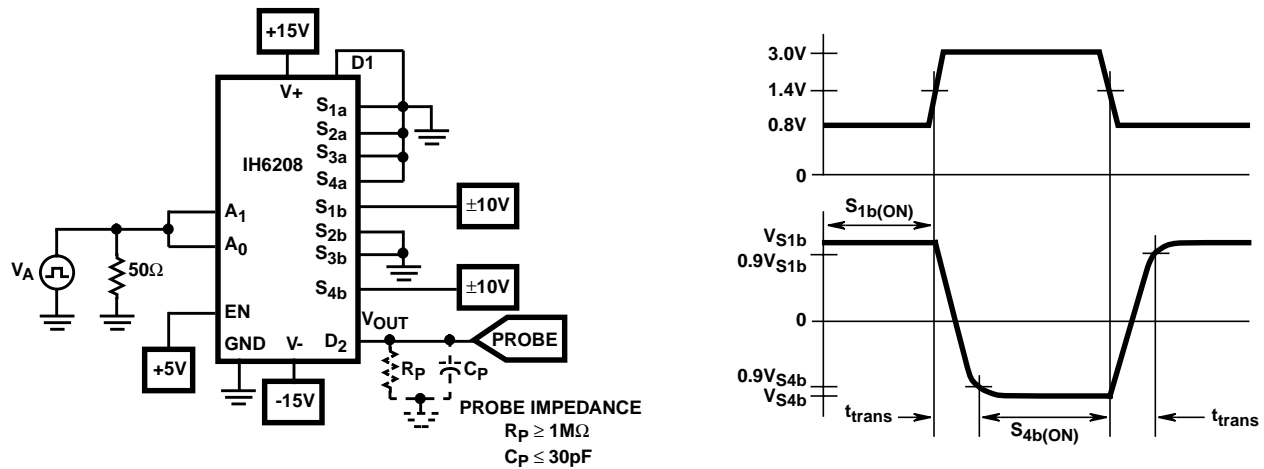 +15V
D1
V+
S1a
S2a
IH6208
S3a
S4a
A1
S1b
±10V
A0
S2b
S3b
VA
50Ω
S4b
±10V
EN
VOUT
GND
V-
D2
PROBE
+5V
RP
CP
-15V
PROBE IMPEDANCE
RP ≥ 1MΩ
CP ≤ 30pF
3.0V
1.4V
0.8V
0
S1b(ON)
VS1b
0.9VS1b
0
0.9VS4b
VS4b
ttrans
S4b(ON)
ttrans